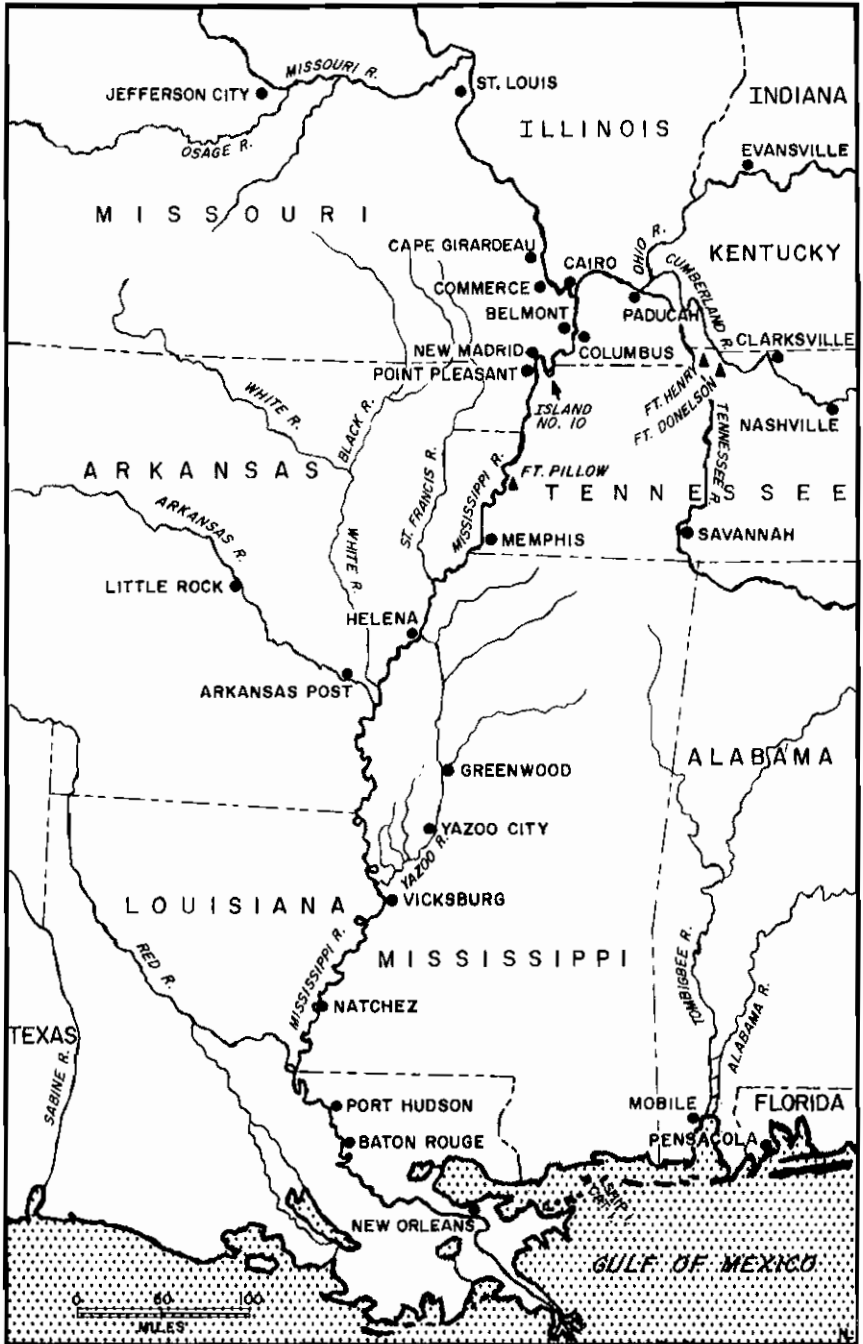 MISSOURI R.
ST. LOUIS
JEFFERSON CITY
INDIANA
ILLINOIS
OSAGE R.
EVANSVILLE
MISSOURI
CAPE GIRARDEAU
OHIO R.
KENTUCKY
CAIRO
CUMBERLAND R.
COMMERCE
PADUCAH
BELMONT
CLARKSVILLE
NEW MADRID
COLUMBUS
POINT PLEASANT
FT. HENRY
FT. DONELSON
WHITE R.
ISLAND
NO. 10
BLACK R.
NASHVILLE
TENNESSEE R.
ARKANSAS
ST. FRANCIS R.
MISSISSIPPI R.
FT. PILLOW
TENNESSEE
ARKANSAS R.
WHITE R.
MEMPHIS
SAVANNAH
LITTLE ROCK
HELENA
ARKANSAS POST
ALABAMA
GREENWOOD
YAZOO CITY
YAZOO R.
VICKSBURG
LOUISIANA
MISSISSIPPI R.
MISSISSIPPI
RED R.
TOMBIGBEE R.
NATCHEZ
ALABAMA R.
TEXAS
SABINE R.
PORT HUDSON
MOBILE
FLORIDA
BATON ROUGE
PENSACOLA
SHIP I.
NEW ORLEANS
GULF OF MEXICO
0 50 100
MILES